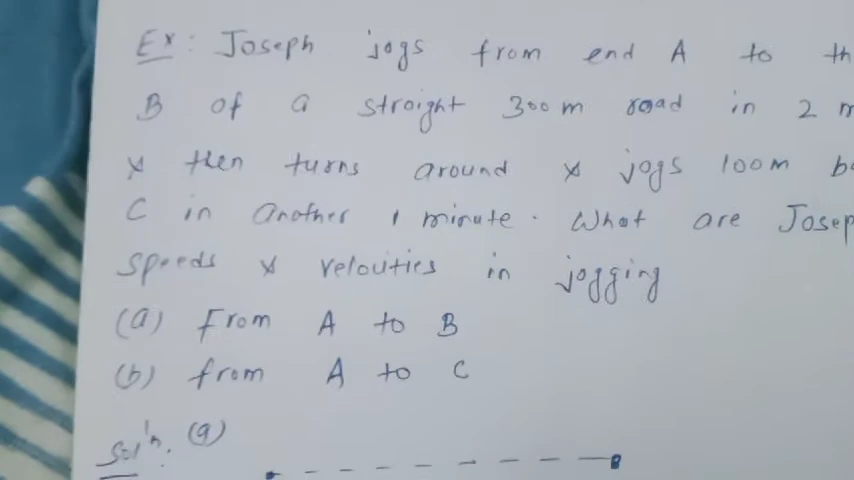 Ex: Joseph jogs from end A to th
B of a straight 300m road in 2 m
& then turns around & jogs 100m b
C in another 1 minute. What are Josep
speeds & velocities in jogging
(a) From A to B
(b) from A to C
Sol'n. (a)